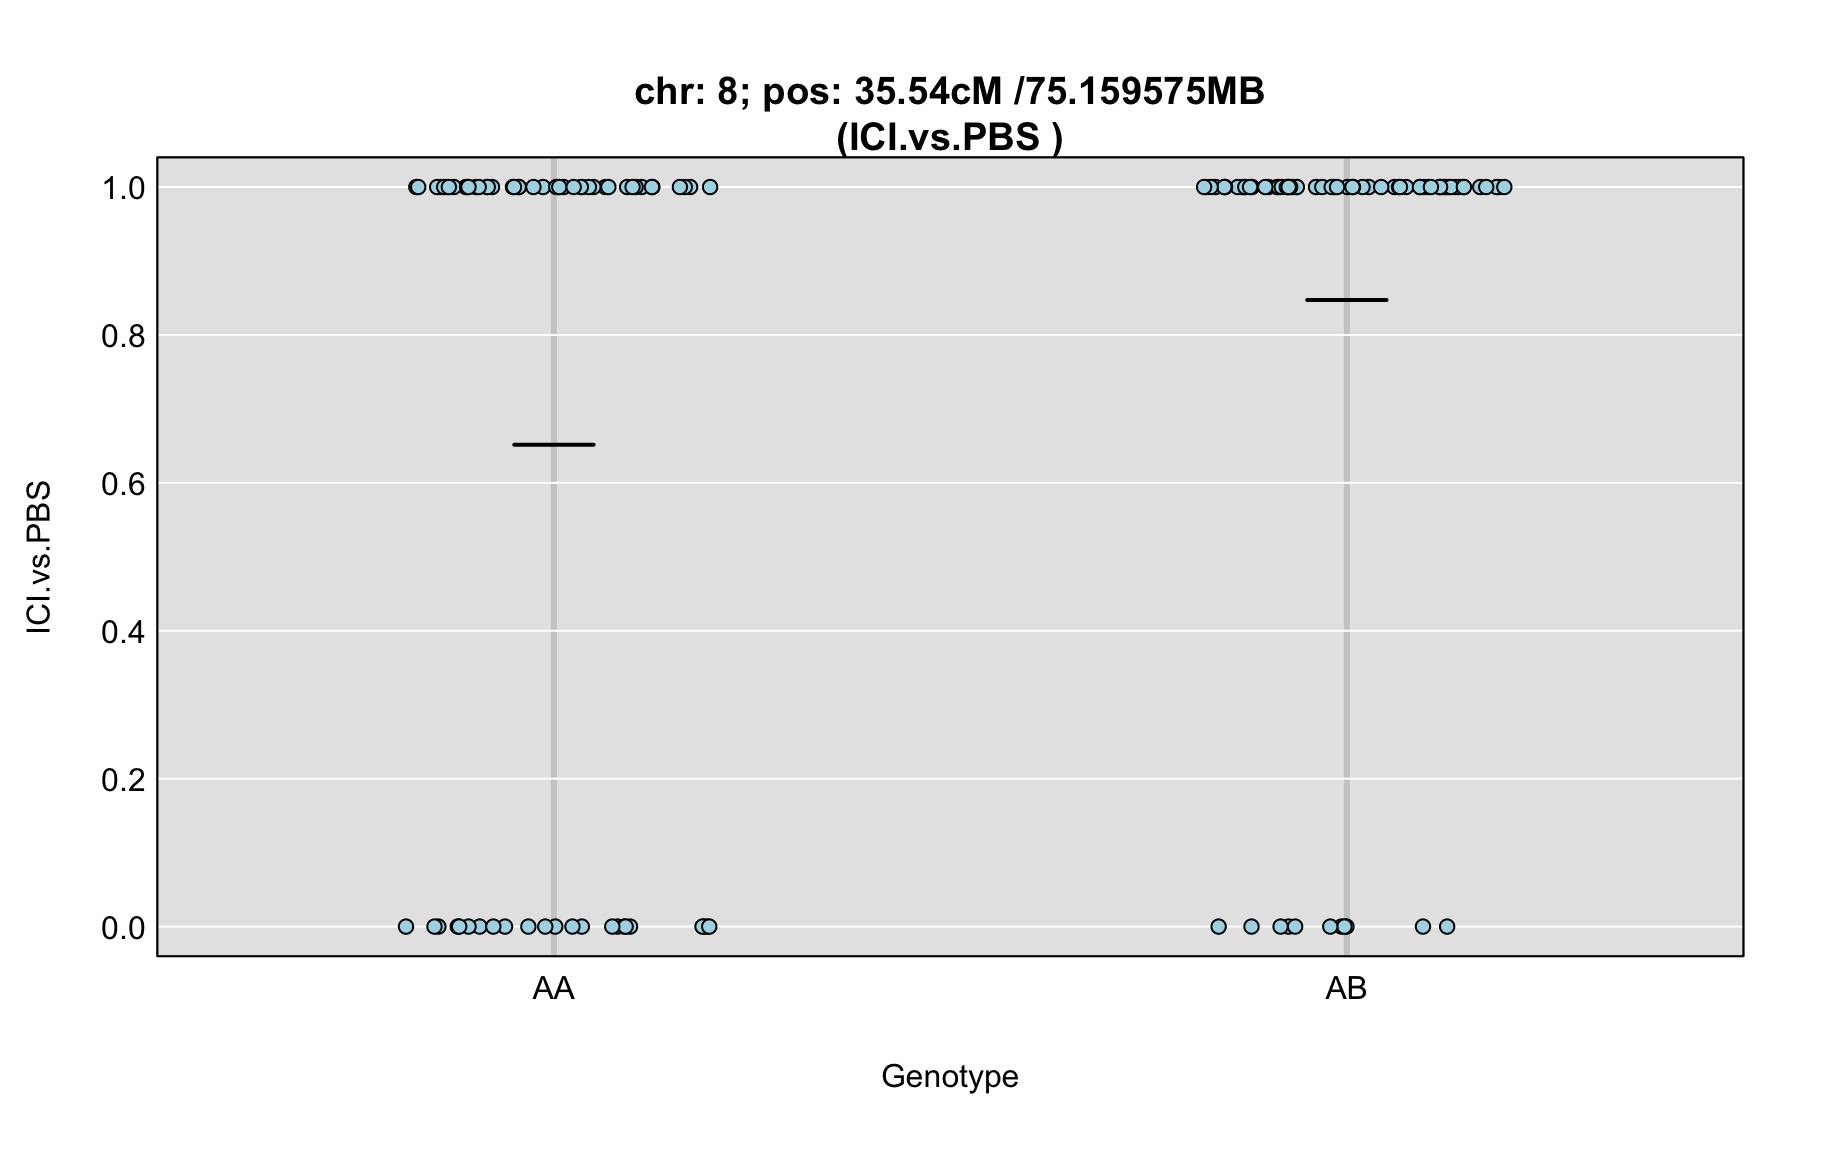 chr: 8; pos: 35.54cM /75.159575MB
(ICI.vs.PBS )
ICI.vs.PBS
1.0
0.8
0.6
0.4
0.2
0.0
AA
AB
Genotype